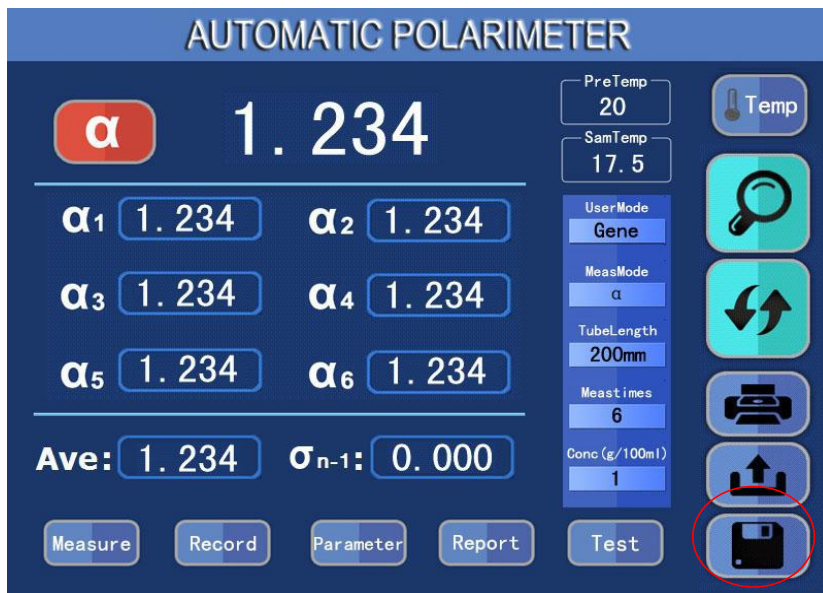 AUTOMATIC POLARIMETER
α 1.234
PreTemp
20
Temp
SamTemp
17.5
α1 1.234 α2 1.234
α3 1.234 α4 1.234
α5 1.234 α6 1.234
Ave: 1.234 σn-1: 0.000
UserMode
Gene
MeasMode
α
TubeLength
200mm
Meastimes
6
Conc(g/100ml)
1
Measure Record Parameter Report Test